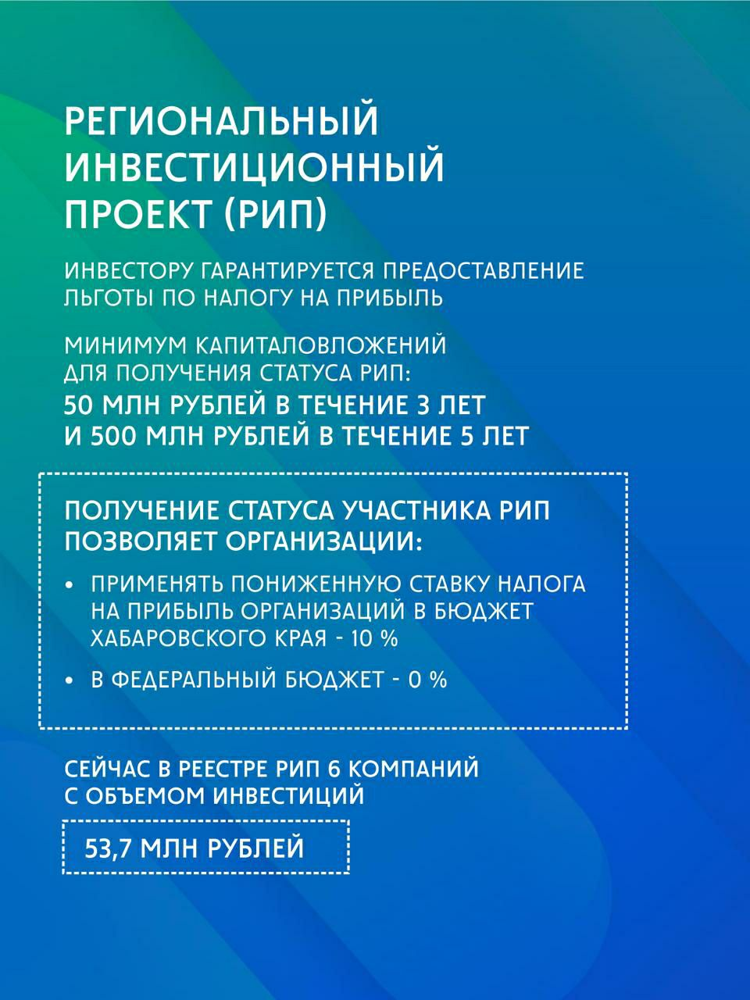 РЕГИОНАЛЬНЫЙ
ИНВЕСТИЦИОННЫЙ
ПРОЕКТ (РИП)
ИНВЕСТОРУ ГАРАНТИРУЕТСЯ ПРЕДОСТАВЛЕНИЕ
ЛЬГОТЫ ПО НАЛОГУ НА ПРИБЫЛЬ
МИНИМУМ КАПИТАЛОВЛОЖЕНИЙ
ДЛЯ ПОЛУЧЕНИЯ СТАТУСА РИП:
50 МЛН РУБЛЕЙ В ТЕЧЕНИЕ 3 ЛЕТ
И 500 МЛН РУБЛЕЙ В ТЕЧЕНИЕ 5 ЛЕТ
ПОЛУЧЕНИЕ СТАТУСА УЧАСТНИКА РИП
ПОЗВОЛЯЕТ ОРГАНИЗАЦИИ:
• ПРИМЕНЯТЬ ПОНИЖЕННУЮ СТАВКУ НАЛОГА
НА ПРИБЫЛЬ ОРГАНИЗАЦИЙ В БЮДЖЕТ
ХАБАРОВСКОГО КРАЯ - 10 %
• В ФЕДЕРАЛЬНЫЙ БЮДЖЕТ - 0 %
СЕЙЧАС В РЕЕСТРЕ РИП 6 КОМПАНИЙ
С ОБЪЕМОМ ИНВЕСТИЦИЙ
53,7 МЛН РУБЛЕЙ